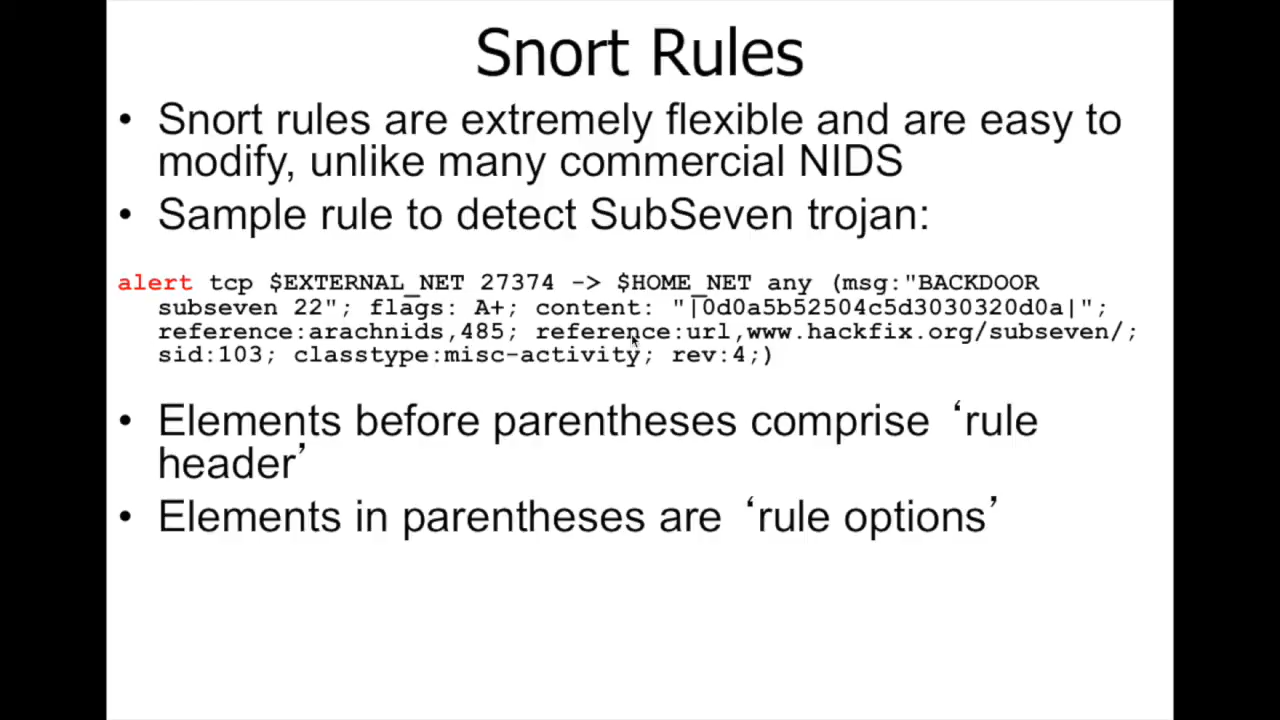 Snort Rules
• Snort rules are extremely flexible and are easy to
modify, unlike many commercial NIDS
• Sample rule to detect SubSeven trojan:
alert tcp $EXTERNAL_NET 27374 -> $HOME_NET any (msg:"BACKDOOR
subseven 22"; flags: A+; content: "|0d0a5b52504c5d3030320d0a|";
reference:arachnids,485; reference:url,www.hackfix.org/subseven/;
sid:103; classtype:misc-activity; rev:4;)
• Elements before parentheses comprise ‘rule
header’
• Elements in parentheses are ‘rule options’